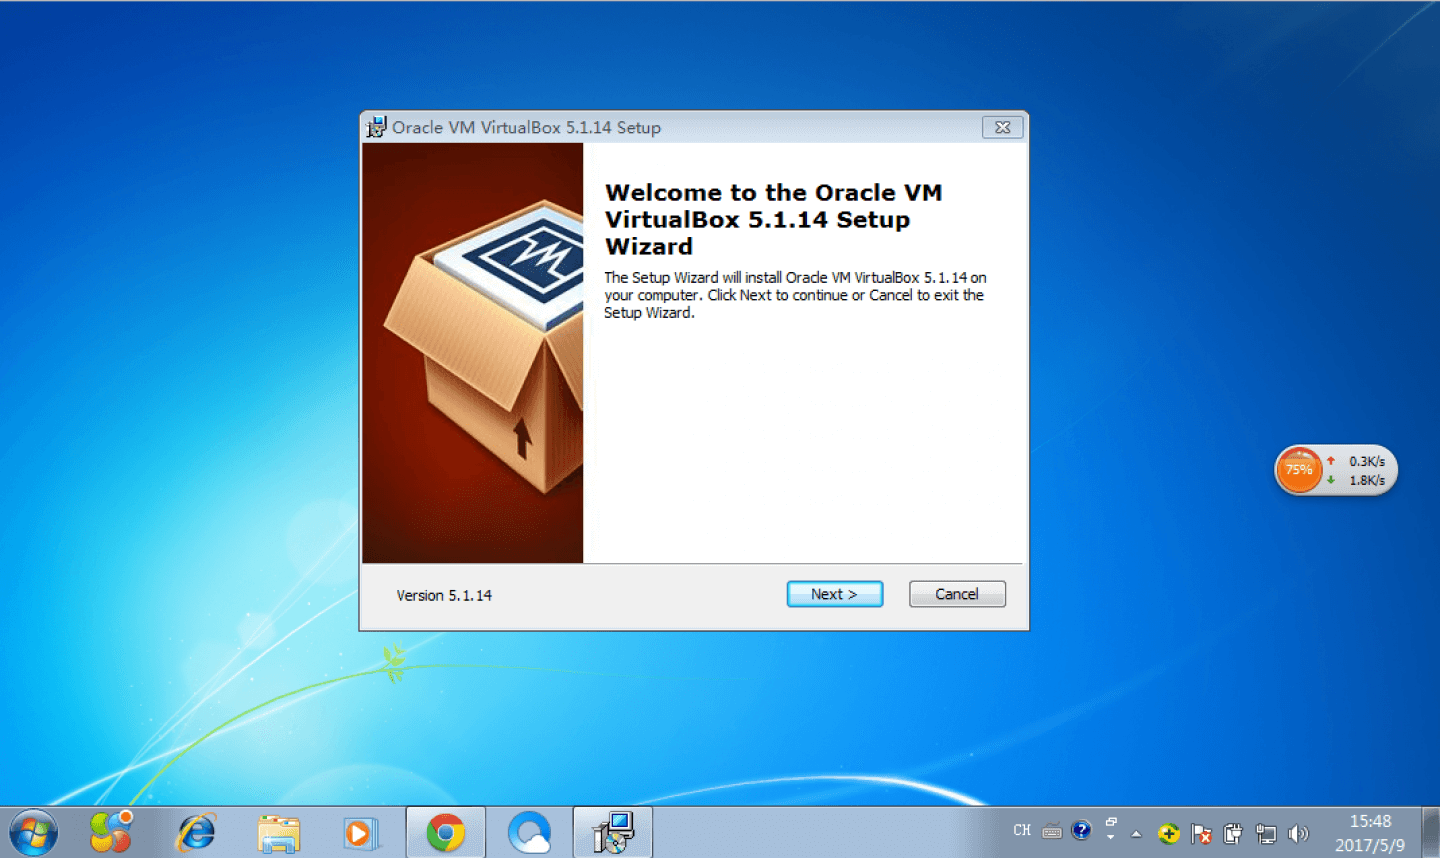 Oracle VM VirtualBox 5.1.14 Setup
Welcome to the Oracle VM
VirtualBox 5.1.14 Setup
Wizard
The Setup Wizard will install Oracle VM VirtualBox 5.1.14 on
your computer. Click Next to continue or Cancel to exit the
Setup Wizard.
Version 5.1.14
Next >
Cancel
75%
0.3K/s
1.8K/s
CH
15:48
2017/5/9